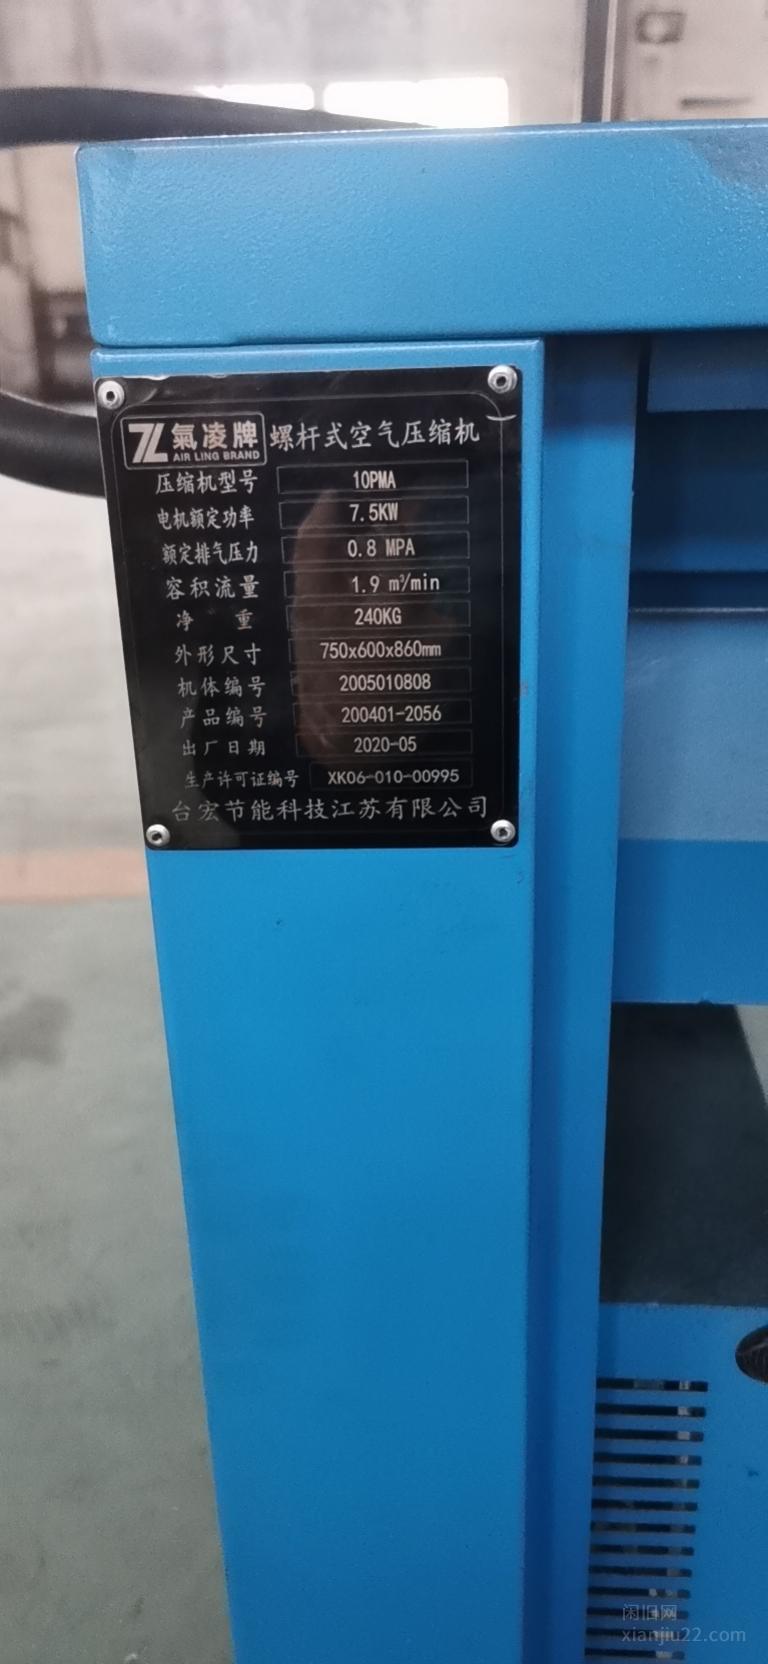 氣凌牌 螺杆式空气压缩机
AIR LING BRAND
压缩机型号 10PMA
电机额定功率 7.5KW
额定排气压力 0.8 MPA
容积流量 1.9 m³/min
净 重 240KG
外形尺寸 750x600x860mm
机体编号 2005010808
产品编号 200401-2056
出厂日期 2020-05
生产许可证编号 XK06-010-00995
台宏节能科技江苏有限公司
闲旧网
xianjiu22.com